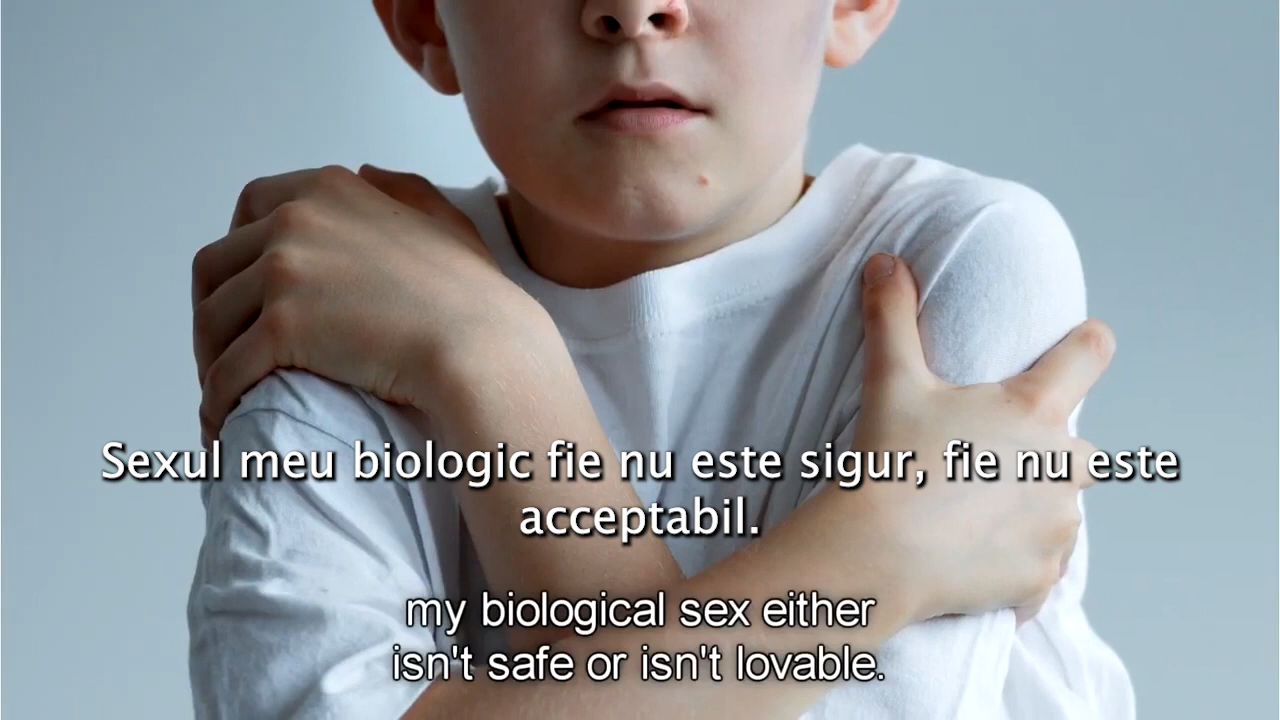 Sexul meu biologic fie nu este sigur, fie nu este
acceptabil.
my biological sex either
isn't safe or isn't lovable.